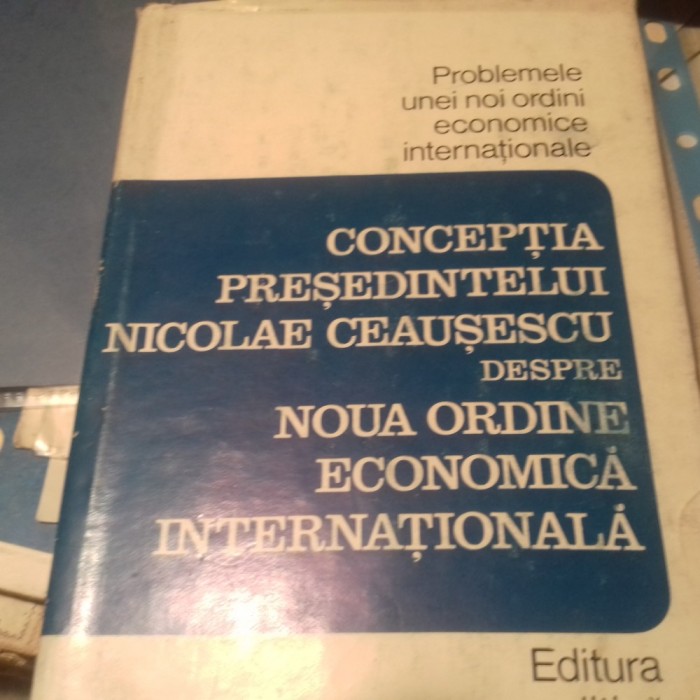 Problemele
unei noi ordini
economice
internaționale
CONCEPȚIA
PREȘEDINTELUI
NICOLAE CEAUȘESCU
DESPRE
NOUA ORDINE
ECONOMICĂ
INTERNAȚIONALĂ
Editura